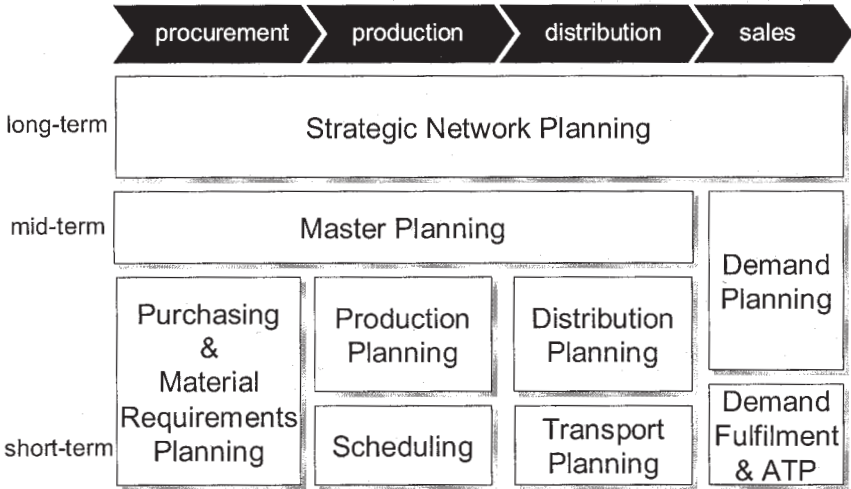 procurement
production
distribution
sales
long-term
Strategic Network Planning
mid-term
Master Planning
Demand
Planning
Purchasing
&
Material
Requirements
Planning
Production
Planning
Distribution
Planning
short-term
Scheduling
Transport
Planning
Demand
Fulfilment
& ATP